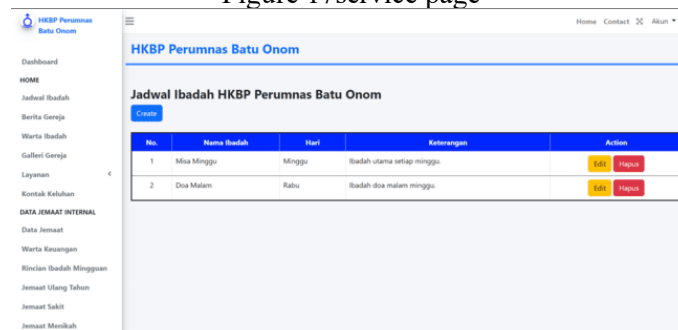 Figure 17service page
HKBP Perumnas
Batu Onom
Home Contact Akun
HKBP Perumnas Batu Onom
Dashboard
HOME
Jadwal Ibadah
Berita Gereja
Warta Ibadah
Galleri Gereja
Layanan
Kontak Keluhan
DATA JEMAAT INTERNAL
Data Jemaat
Warta Keuangan
Rincian Ibadah Mingguan
Jemaat Ulang Tahun
Jemaat Sakit
Jemaat Menikah
Jadwal Ibadah HKBP Perumnas Batu Onom
Create
No. Nama Ibadah Hari Keterangan Action
1 Misa Minggu Minggu Ibadah utama setiap minggu. Edit Hapus
2 Doa Malam Rabu Ibadah doa malam minggu. Edit Hapus